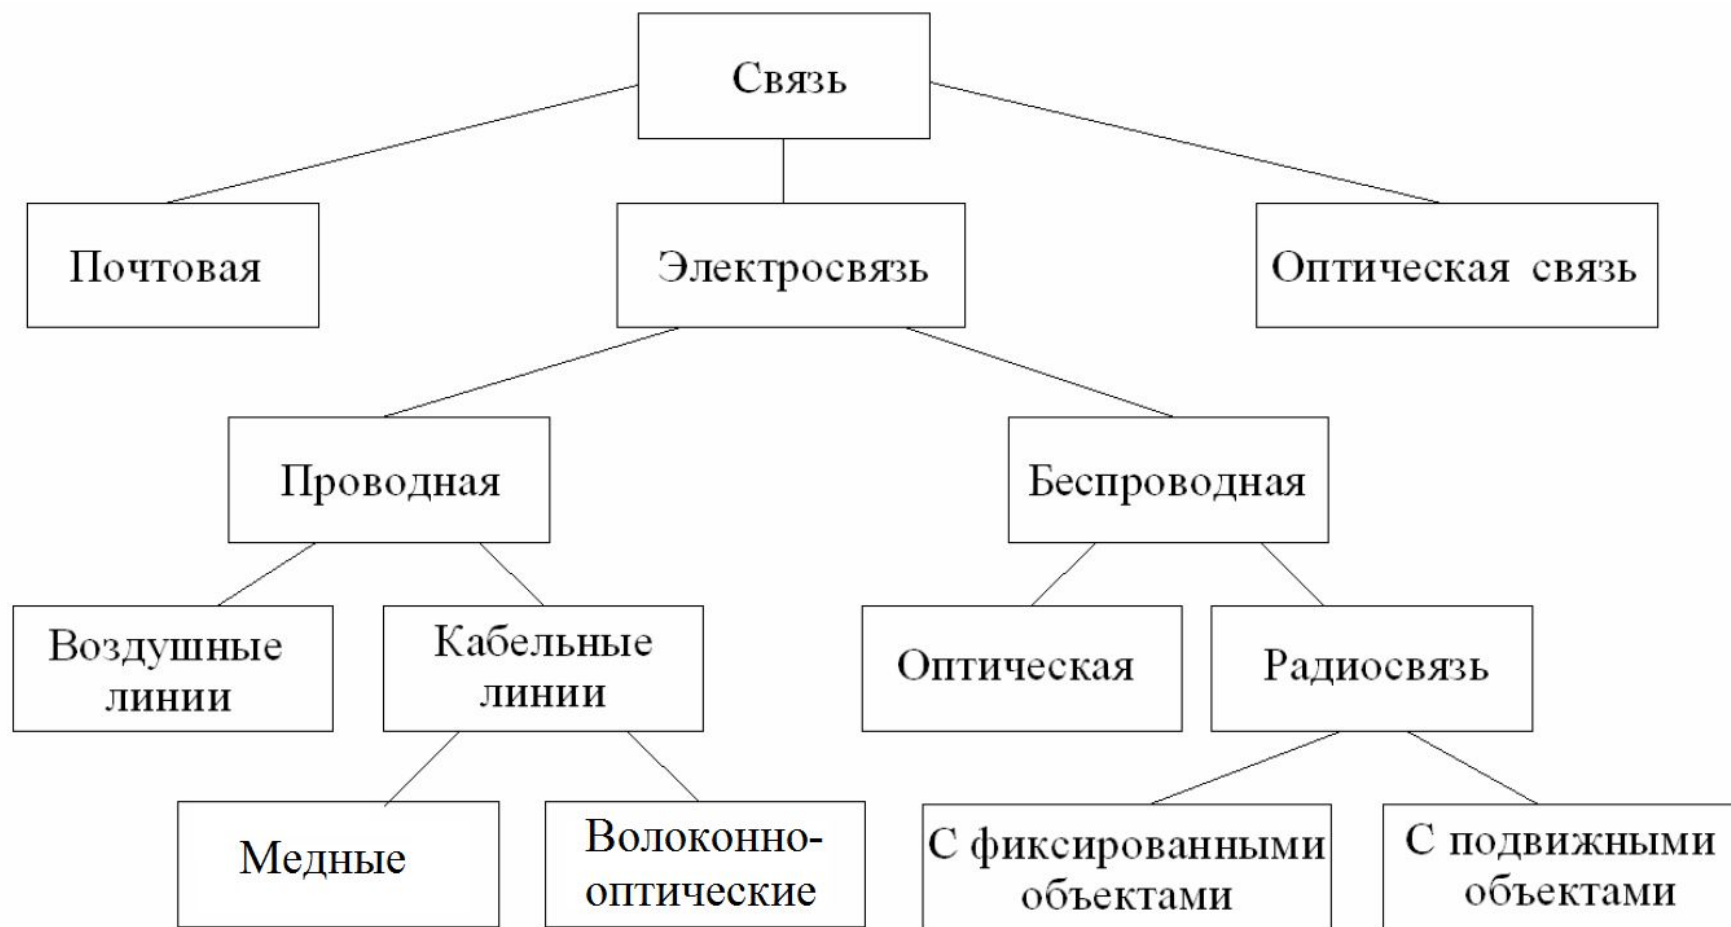 Связь
Почтовая
Электросвязь
Оптическая связь
Проводная
Беспроводная
Воздушные
линии
Кабельные
линии
Оптическая
Радиосвязь
Медные
Волоконно-
оптические
С фиксированными
объектами
С подвижными
объектами